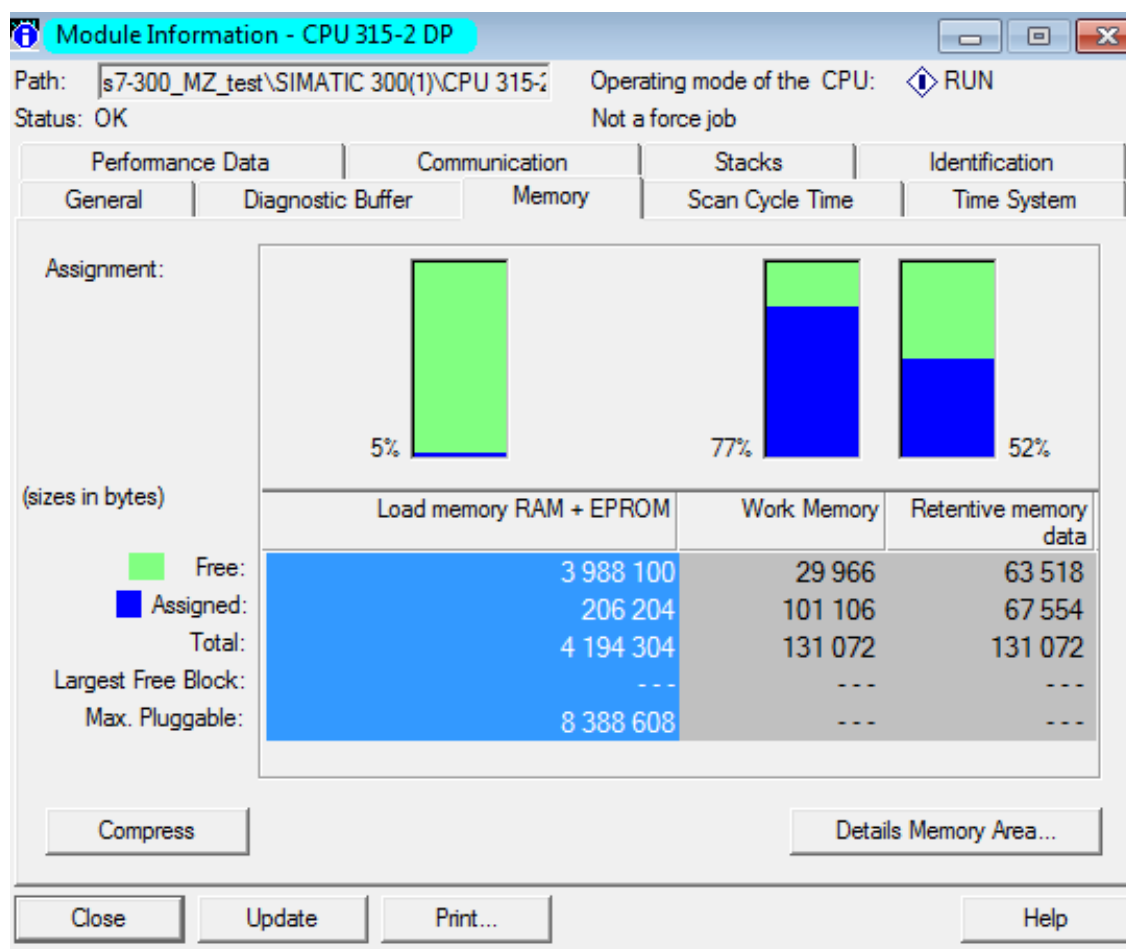 Module Information - CPU 315-2 DP
Path: s7-300_MZ_test\SIMATIC 300(1)\CPU 315-2 Operating mode of the CPU: RUN
Status: OK Not a force job
Performance Data Communication Stacks Identification
General Diagnostic Buffer Memory Scan Cycle Time Time System
Assignment:
5% 77% 52%
(sizes in bytes)
Load memory RAM + EPROM Work Memory Retentive memory
data
Free: 3 988 100 29 966 63 518
Assigned: 206 204 101 106 67 554
Total: 4 194 304 131 072 131 072
Largest Free Block: - - - - - - - - -
Max. Pluggable: 8 388 608 - - - - - -
Compress Details Memory Area...
Close Update Print... Help